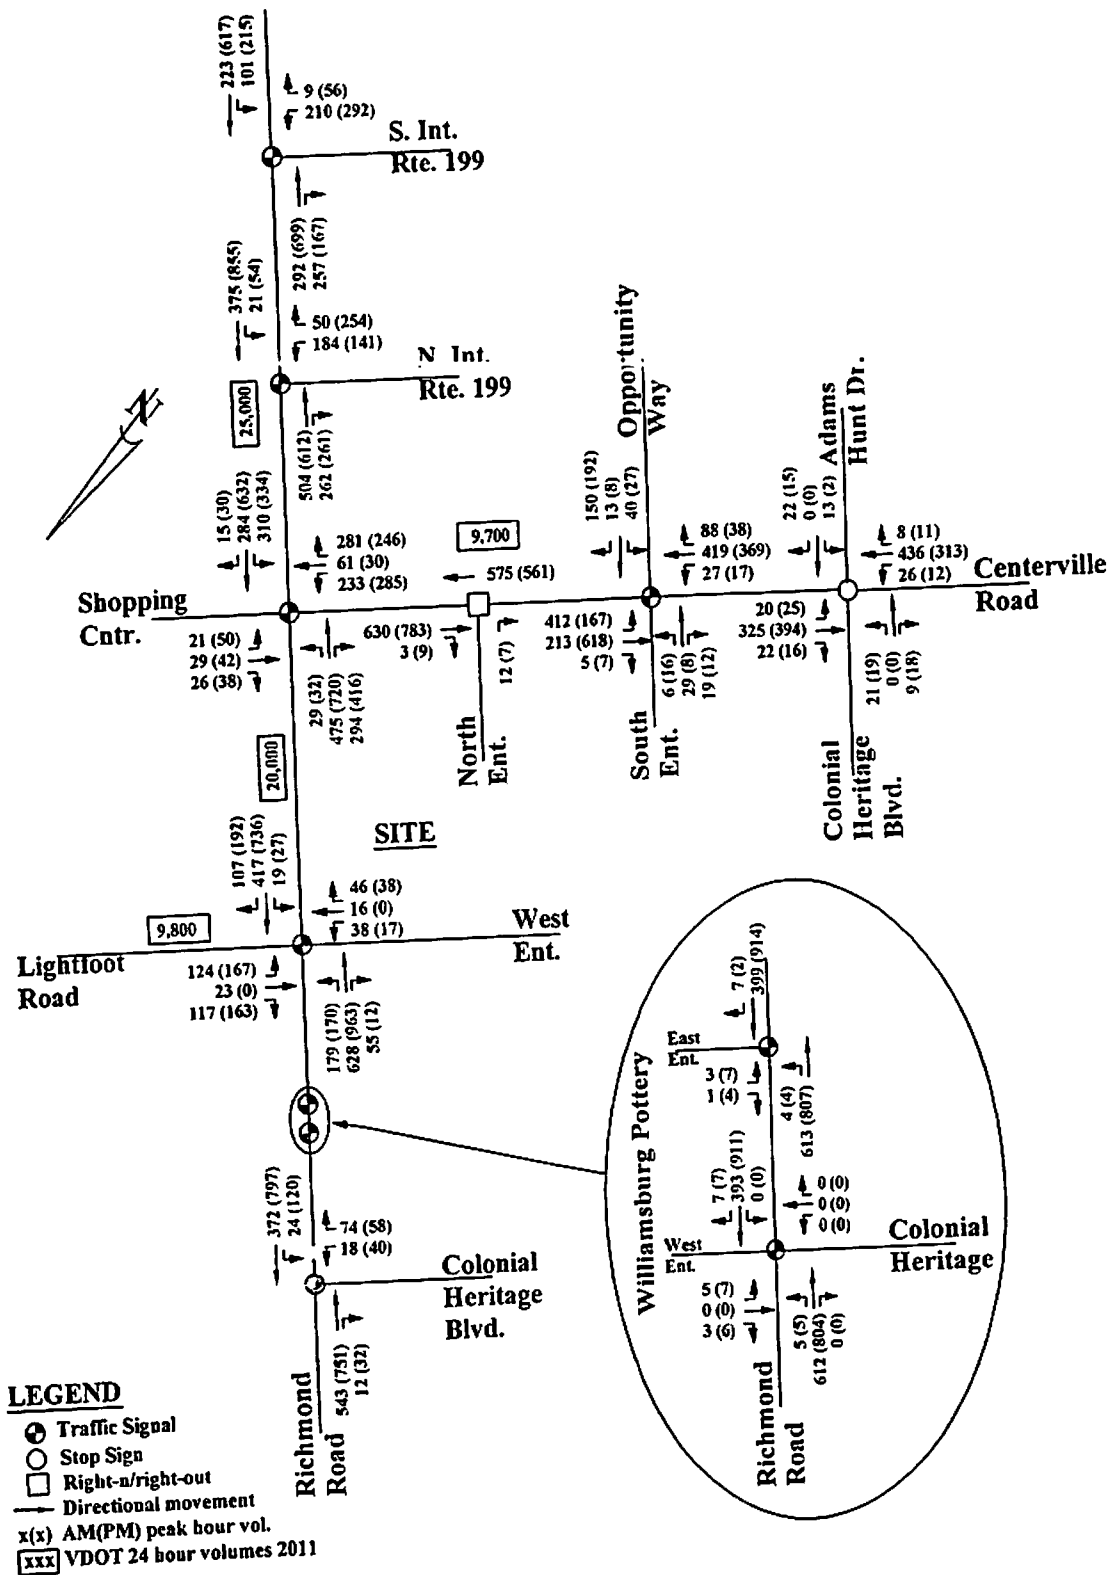 223 (617)
101 (215)
9 (56)
210 (292)
S. Int.
Rte. 199
292 (699)
257 (167)
375 (855)
21 (54)
50 (254)
184 (141)
N Int.
Rte. 199
25,000
504 (612)
262 (261)
N
15 (30)
284 (632)
310 (334)
281 (246)
61 (30)
233 (285)
Shopping
Cntr.
21 (50)
29 (42)
26 (38)
29 (32)
475 (720)
294 (416)
9,700
575 (561)
630 (783)
3 (9)
12 (7)
North
Ent.
Opportunity
Way
150 (192)
13 (8)
40 (27)
88 (38)
419 (369)
27 (17)
412 (167)
213 (618)
5 (7)
6 (16)
29 (8)
19 (12)
South
Ent.
Adams
Hunt Dr.
22 (15)
0 (0)
13 (2)
8 (11)
436 (313)
26 (12)
Centerville
Road
20 (25)
325 (394)
22 (16)
21 (19)
0 (0)
9 (18)
Colonial
Heritage
Blvd.
20,000
SITE
107 (192)
417 (736)
19 (27)
46 (38)
16 (0)
38 (17)
West
Ent.
9,800
Lightfoot
Road
124 (167)
23 (0)
117 (163)
179 (170)
628 (963)
55 (12)
372 (797)
24 (120)
74 (58)
18 (40)
Colonial
Heritage
Blvd.
543 (751)
12 (32)
Richmond
Road
Williamsburg Pottery
7 (2)
399 (914)
East
Ent.
3 (7)
1 (4)
4 (4)
613 (807)
7 (7)
393 (911)
0 (0)
0 (0)
0 (0)
0 (0)
West
Ent.
Colonial
Heritage
5 (7)
0 (0)
3 (6)
5 (5)
612 (804)
0 (0)
Richmond
Road
LEGEND
Traffic Signal
Stop Sign
Right-n/right-out
Directional movement
x(x) AM(PM) peak hour vol.
xxx VDOT 24 hour volumes 2011